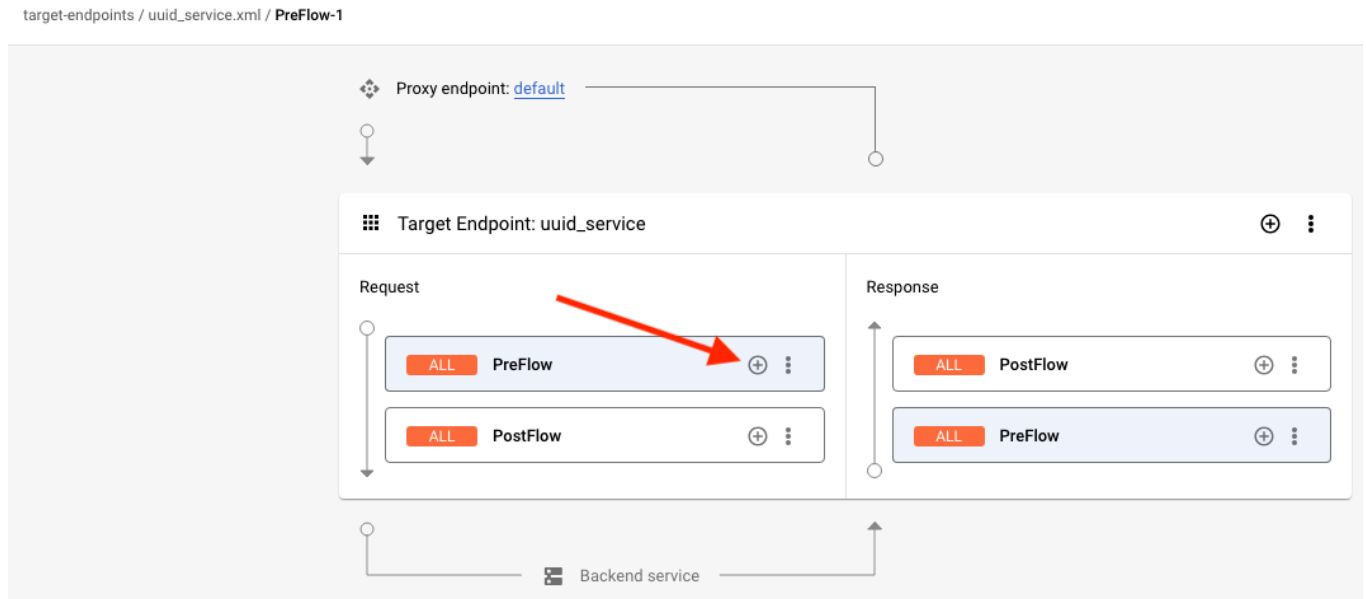 target-endpoints / uuid_service.xml / PreFlow-1
Proxy endpoint: default
Target Endpoint: uuid_service
Request
ALL PreFlow
ALL PostFlow
Response
ALL PostFlow
ALL PreFlow
Backend service